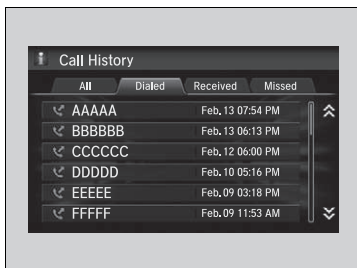 i Call History
All Dialed Received Missed
AAAAA Feb. 13 07:54 PM
BBBBBB Feb. 13 06:13 PM
CCCCCC Feb. 12 06:00 PM
DDDDD Feb. 10 05:16 PM
EEEEE Feb. 09 03:18 PM
FFFFF Feb. 09 11:53 AM